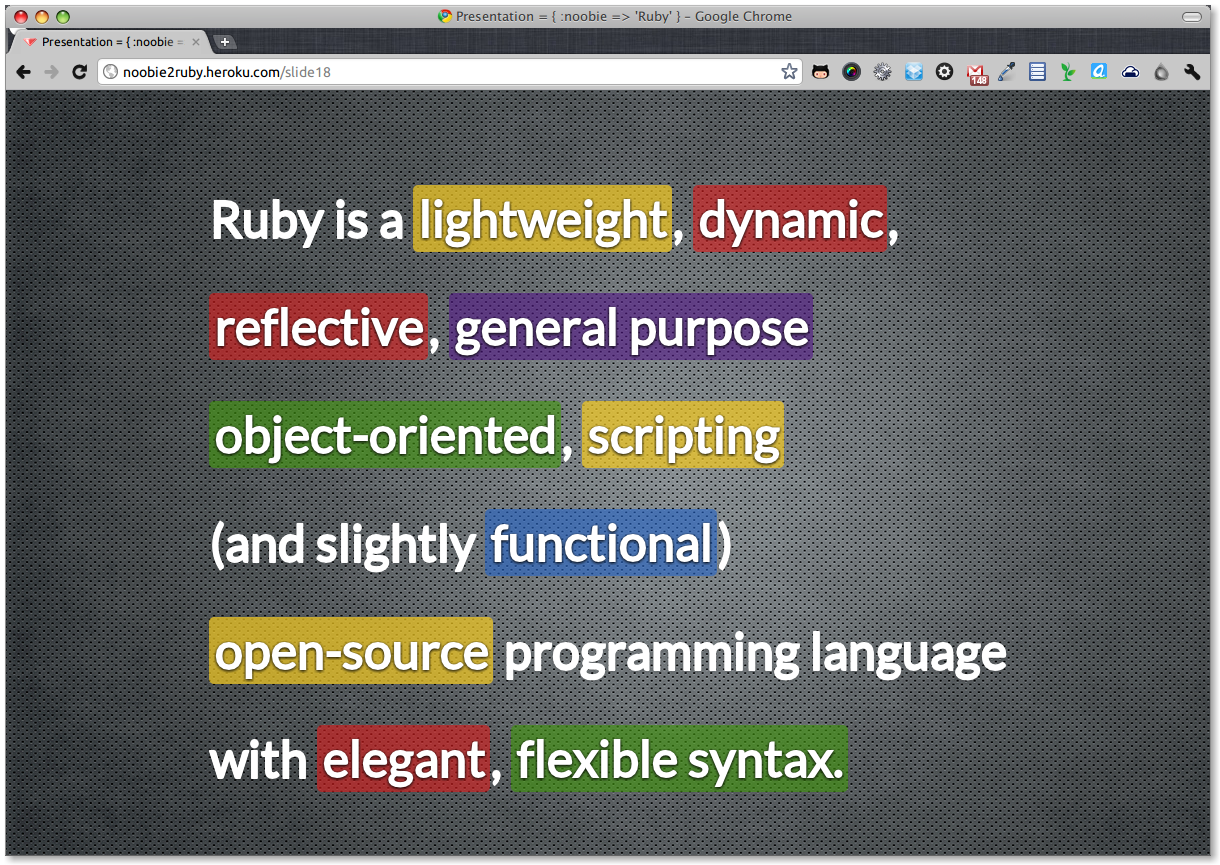 Presentation = { :noobie => 'Ruby' } - Google Chrome
Presentation = { :noobie =
noobie2ruby.heroku.com/slide18
148
Ruby is a lightweight, dynamic,
reflective, general purpose
object-oriented, scripting
(and slightly functional)
open-source programming language
with elegant, flexible syntax.